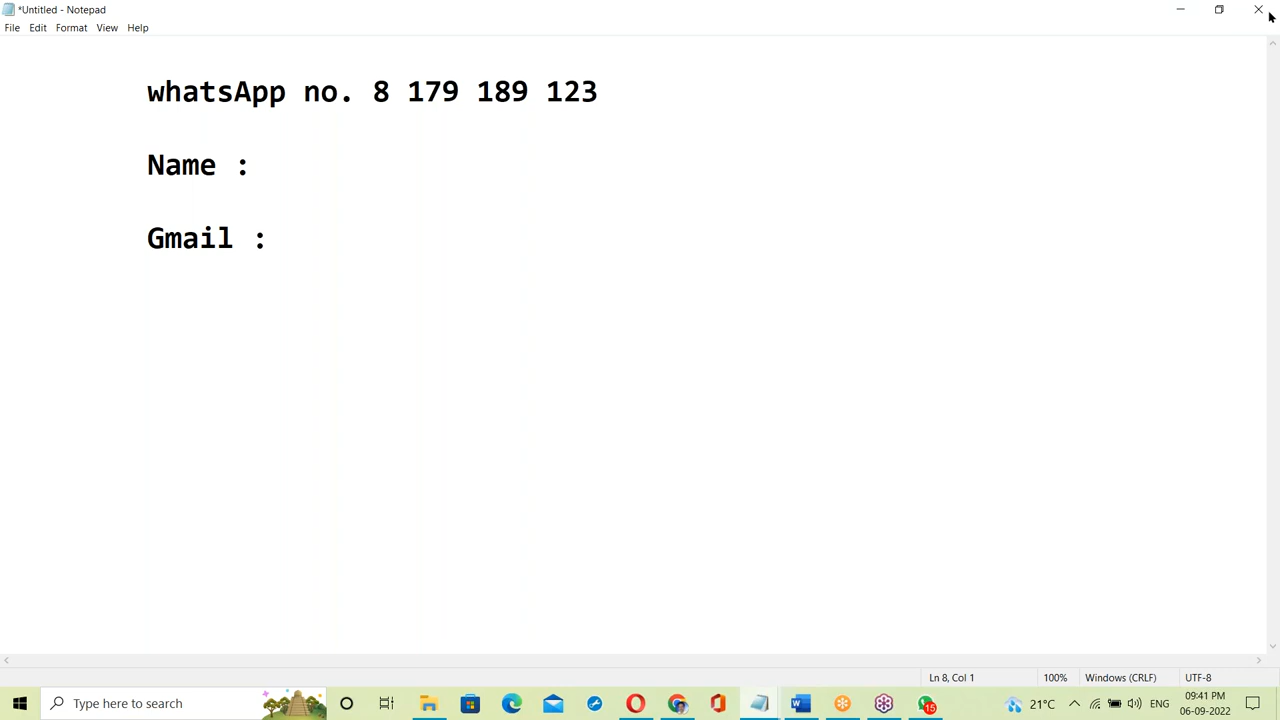 *Untitled - Notepad
File Edit Format View Help
whatsApp no. 8 179 189 123
Name :
Gmail :
Ln 8, Col 1 100% Windows (CRLF) UTF-8
Type here to search
15
21°C
ENG
09:41 PM
06-09-2022